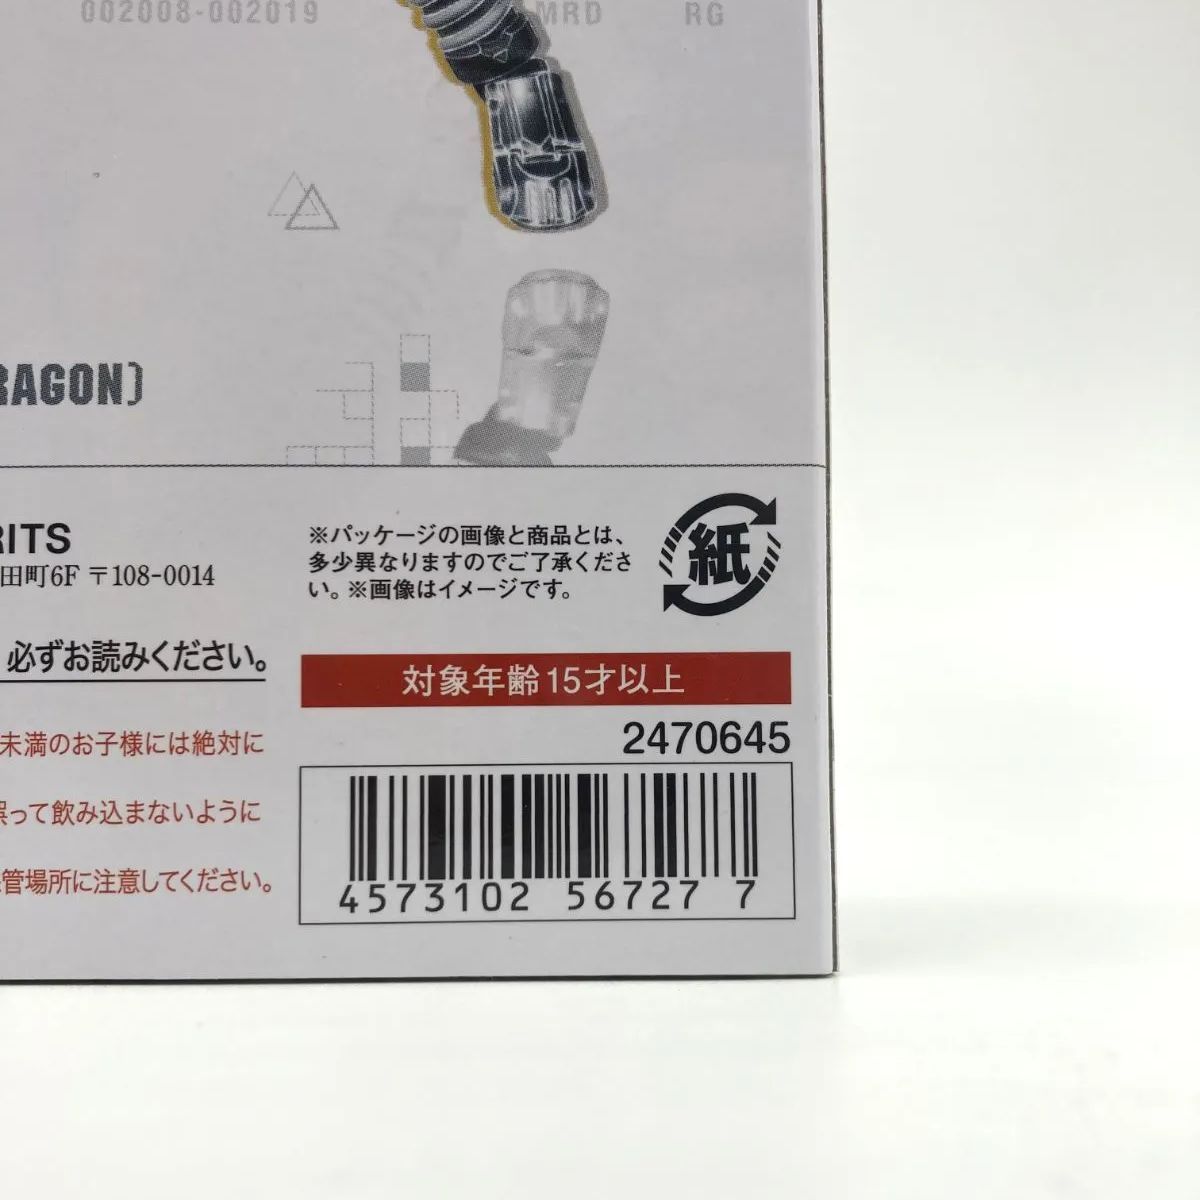 002008-002019 MRD RG
RAGON)
RITS
田町6F 〒108-0014
※パッケージの画像と商品とは、
多少異なりますのでご了承くださ
い。※画像はイメージです。
紙
必ずお読みください。
対象年齢15才以上
未満のお子様には絶対に
2470645
誤って飲み込まないように
管場所に注意してください。
4573102 56727 7